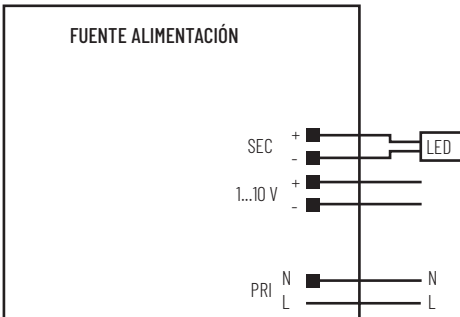 FUENTE ALIMENTACIÓN
+
SEC
-
LED
+
1...10 V
-
N
N
PRI
L
L